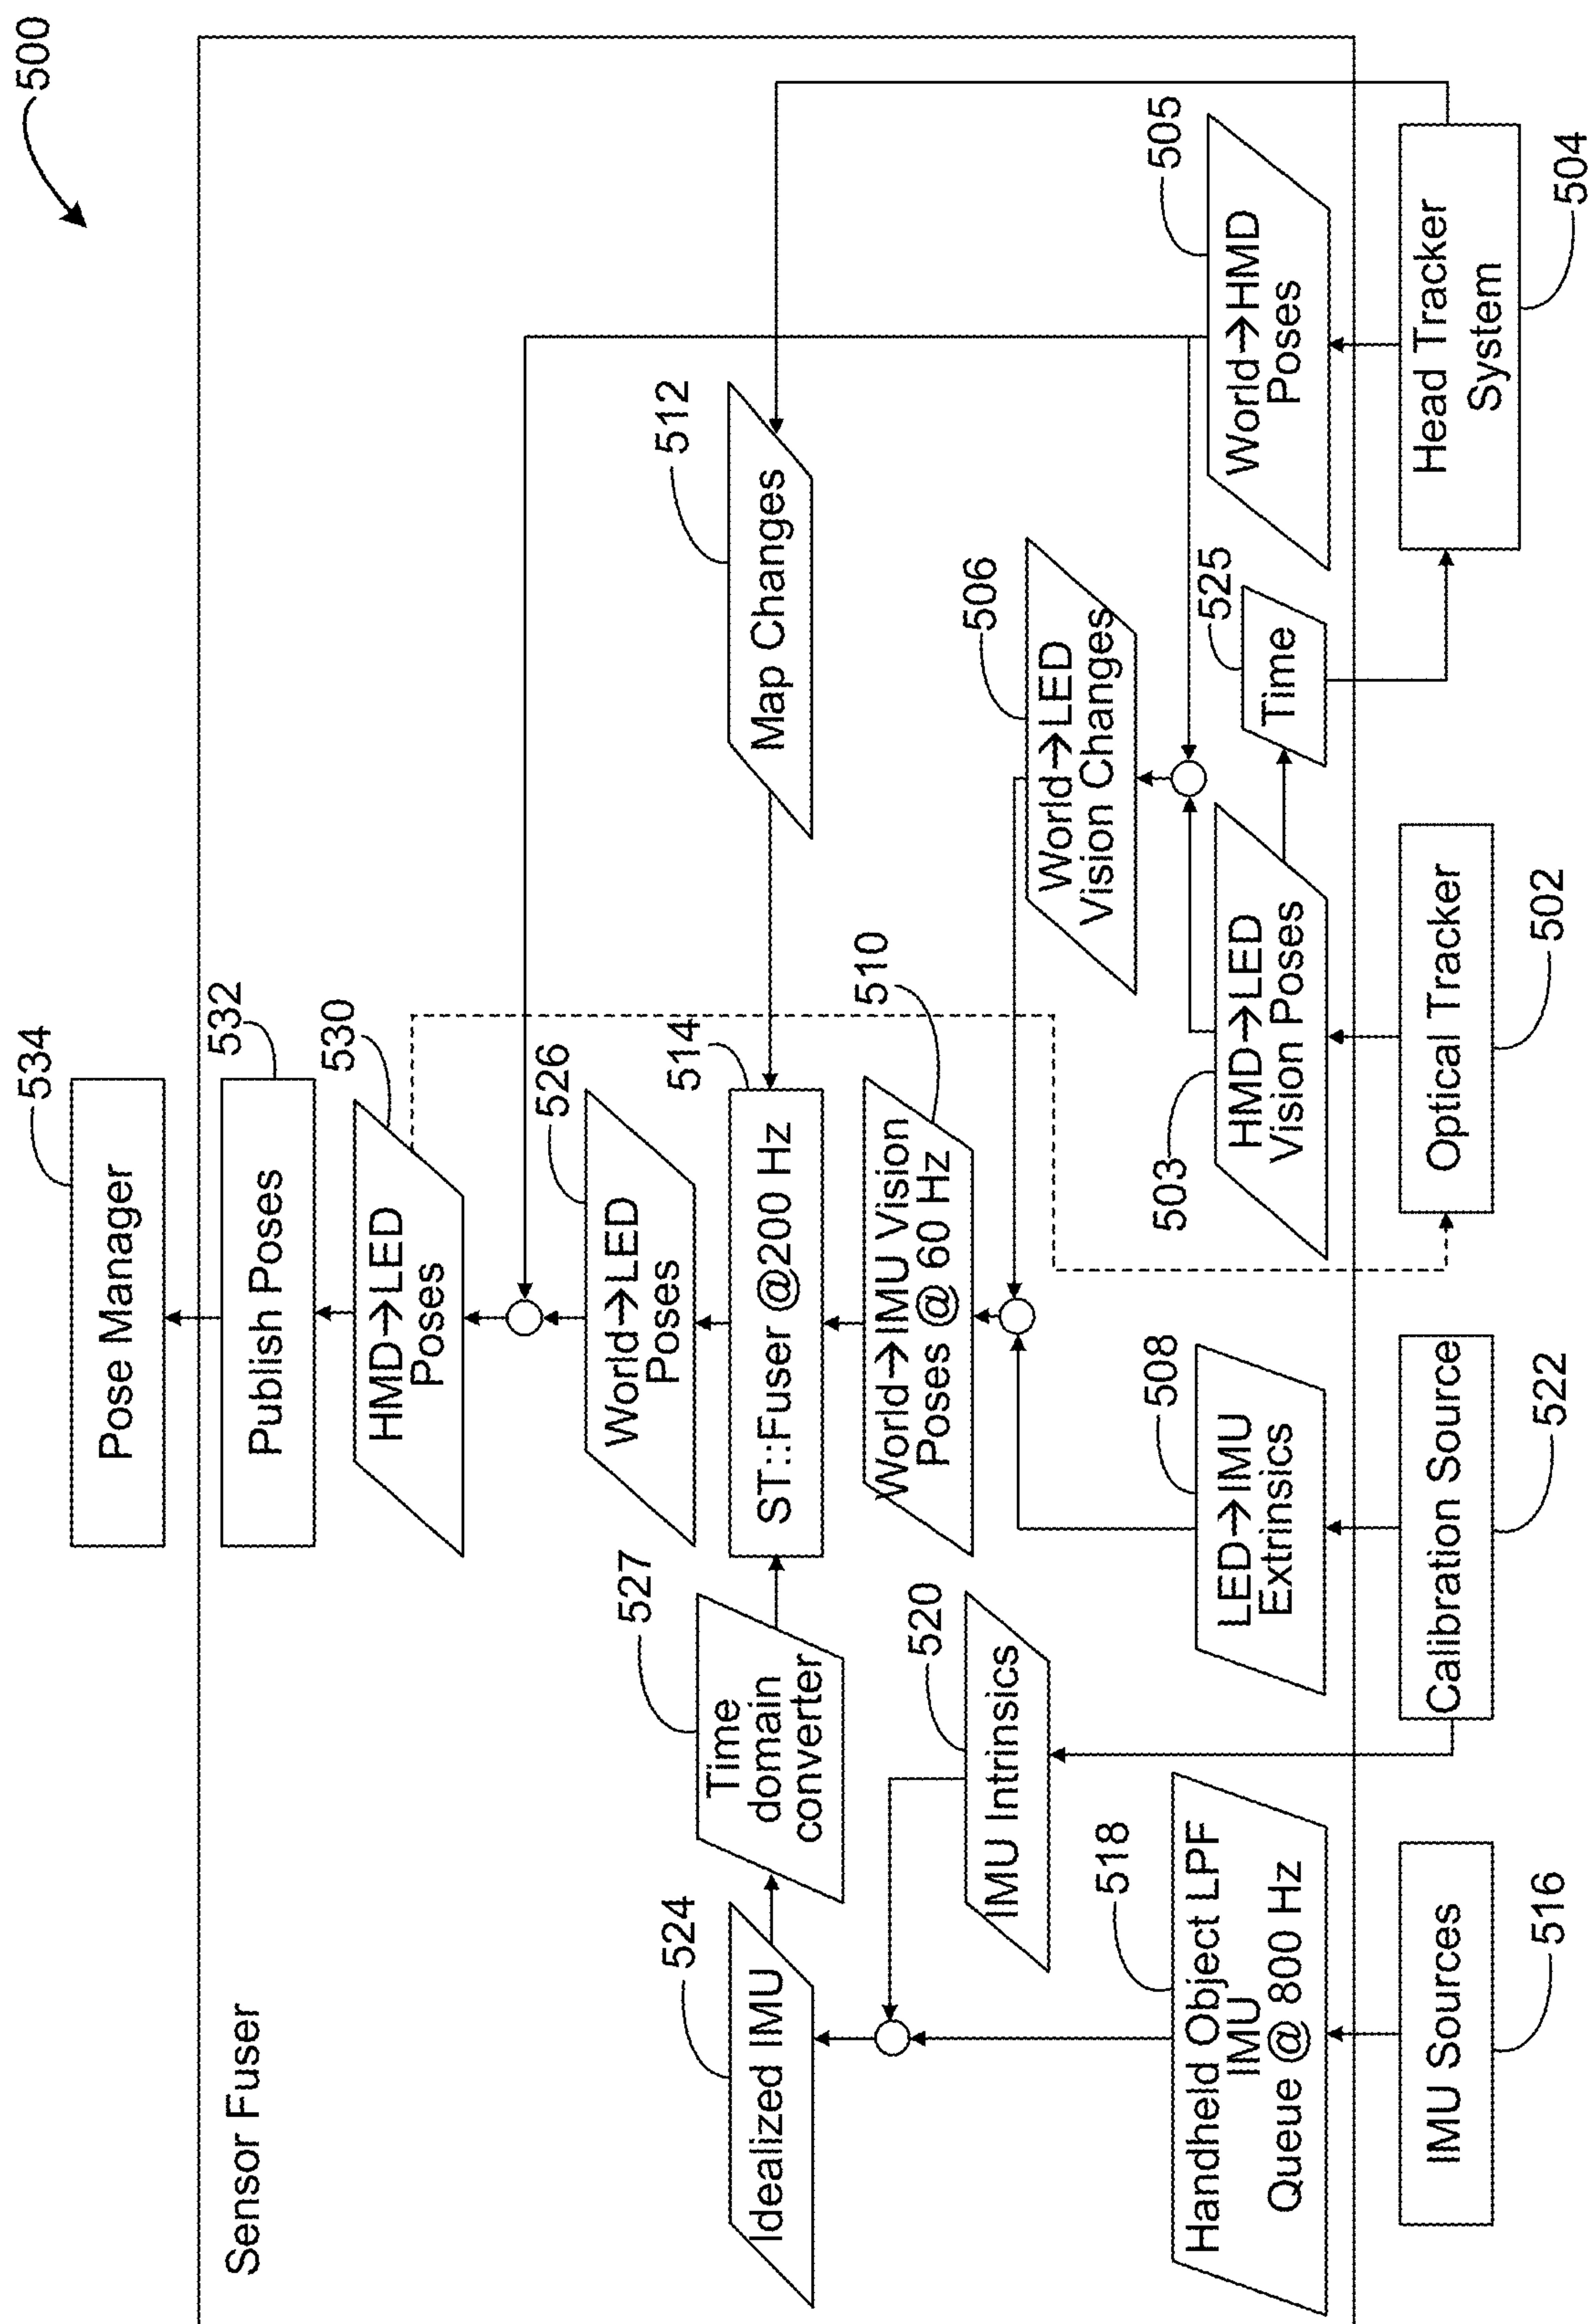 500
534
Pose Manager
Sensor Fuser
532
Publish Poses
530
HMD→LED
Poses
526
World→LED
Poses
524
Idealized IMU
527
Time
domain
converter
514
ST::Fuser @200 Hz
512
Map Changes
520
IMU Intrinsics
510
World→IMU Vision
Poses @ 60 Hz
506
World→LED
Vision Changes
518
Handheld Object LPF
IMU
Queue @ 800 Hz
508
LED→IMU
Extrinsics
503
HMD→LED
Vision Poses
525
Time
505
World→HMD
Poses
IMU Sources
516
Calibration Source
522
Optical Tracker
502
Head Tracker
System
504